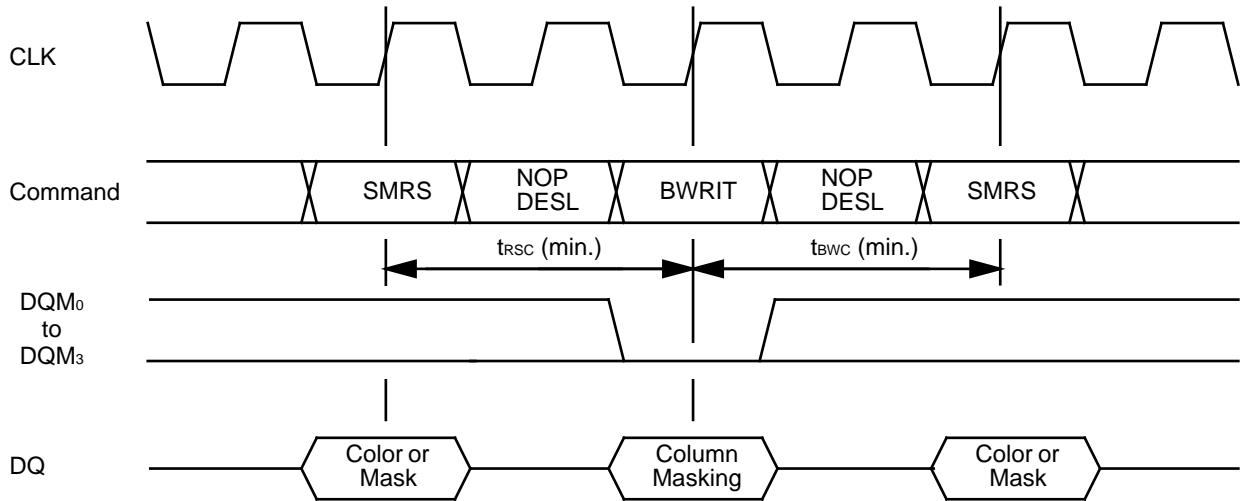 CLK
Command
SMRS
NOP
DESL
BWRIT
NOP
DESL
SMRS
tRSC (min.)
tBWC (min.)
DQM0
to
DQM3
DQ
Color or
Mask
Column
Masking
Color or
Mask